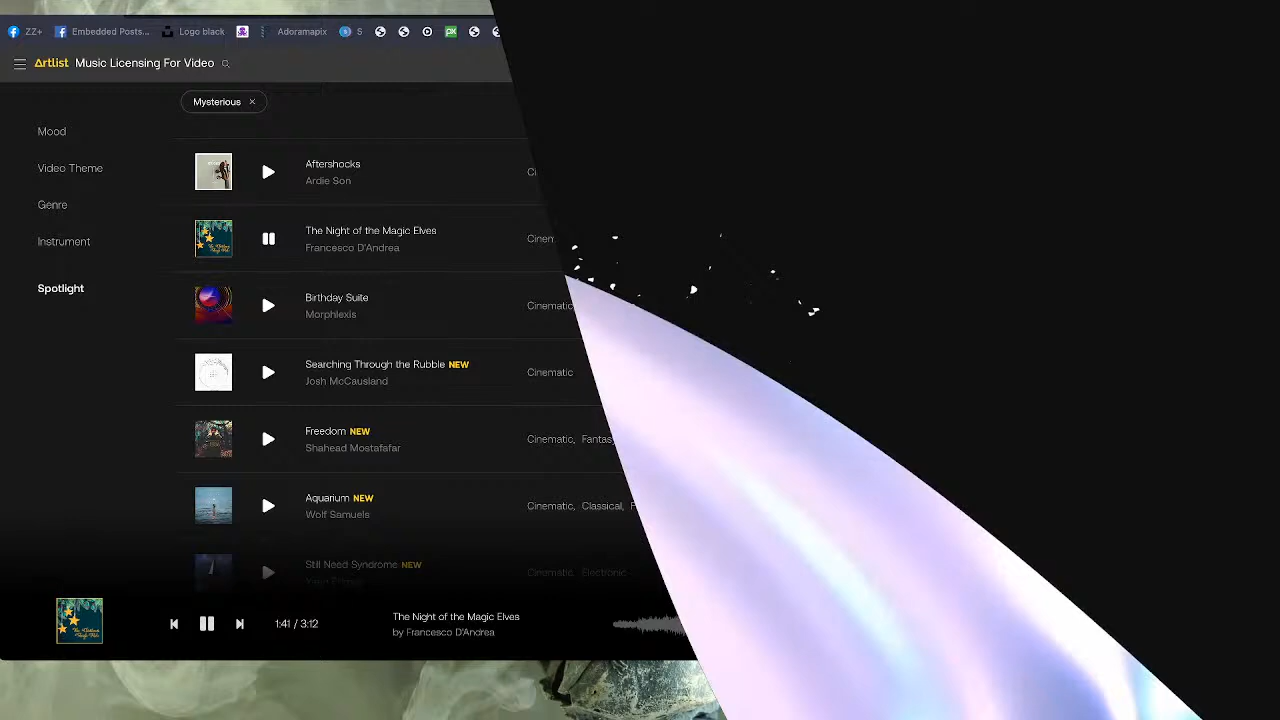 ZZ+ Embedded Posts... Logo black Adoramapix S
Artlist Music Licensing For Video
Mysterious
Mood
Video Theme
Genre
Instrument
Spotlight
Aftershocks
Ardie Son
The Night of the Magic Elves
Francesco D'Andrea
Birthday Suite
Morphlexis
Cinematic
Searching Through the Rubble NEW
Josh McCausland
Cinematic
Freedom NEW
Shahead Mostafafar
Cinematic,
Aquarium NEW
Wolf Samuels
Cinematic, Classical,
Still Need Syndrome NEW
Cinematic, Electronic
1:41 / 3:12
The Night of the Magic Elves
by Francesco D'Andrea